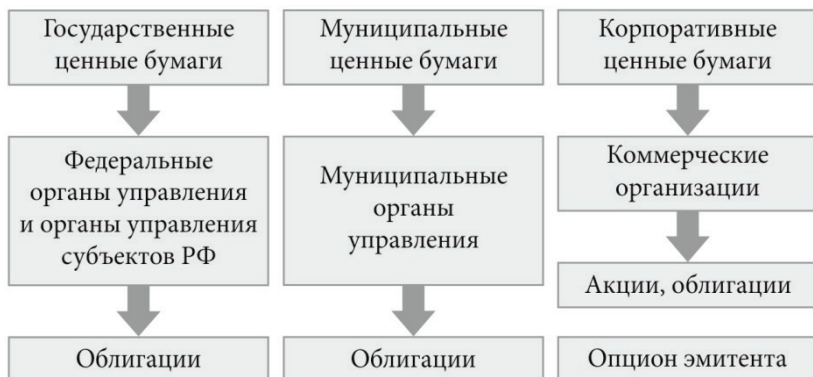 Государственные
ценные бумаги
Муниципальные
ценные бумаги
Корпоративные
ценные бумаги
Федеральные
органы управления
и органы управления
субъектов РФ
Муниципальные
органы
управления
Коммерческие
организации
Акции, облигации
Облигации
Облигации
Опцион эмитента